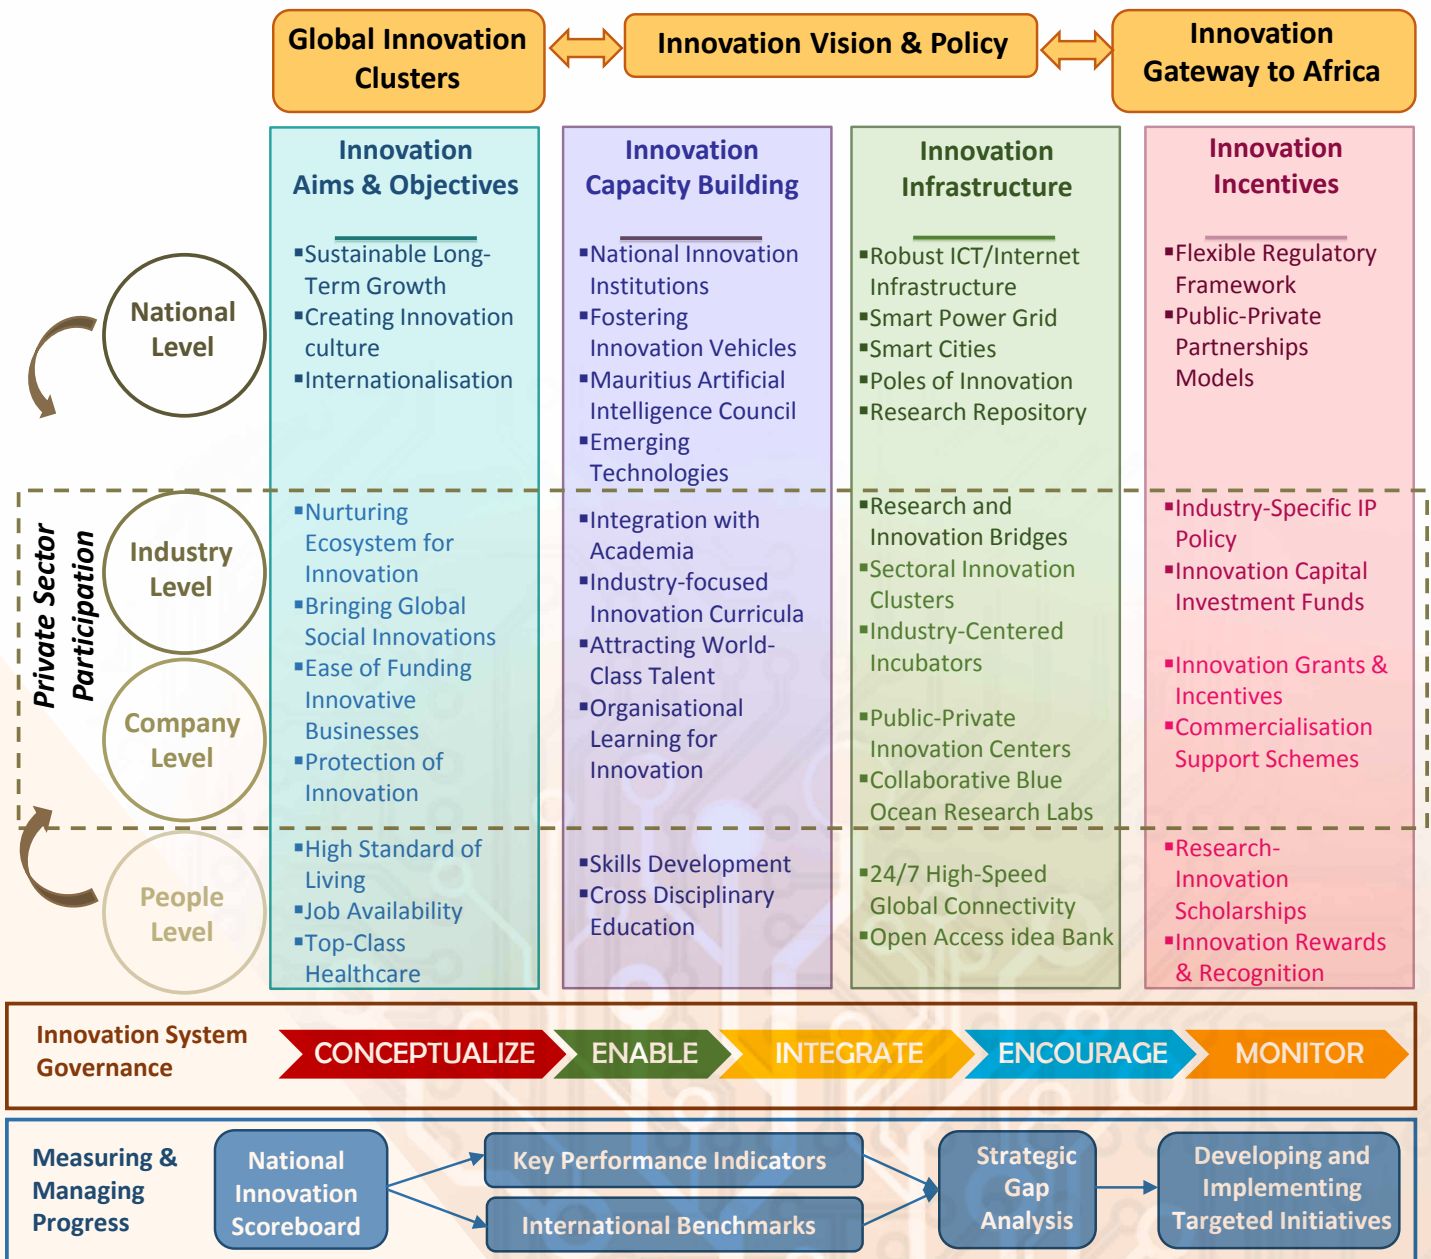 Global Innovation
Clusters
Innovation Vision & Policy
Innovation
Gateway to Africa
Innovation
Aims & Objectives
Innovation
Capacity Building
Innovation
Infrastructure
Innovation
Incentives
National
Level
▪Sustainable Long-
Term Growth
▪Creating Innovation
culture
▪Internationalisation
▪National Innovation
Institutions
▪Fostering
Innovation Vehicles
▪Mauritius Artificial
Intelligence Council
▪Emerging
Technologies
▪Robust ICT/Internet
Infrastructure
▪Smart Power Grid
▪Smart Cities
▪Poles of Innovation
▪Research Repository
▪Flexible Regulatory
Framework
▪Public-Private
Partnerships
Models
Private Sector
Participation
Industry
Level
Company
Level
▪Nurturing
Ecosystem for
Innovation
▪Bringing Global
Social Innovations
▪Ease of Funding
Innovative
Businesses
▪Protection of
Innovation
▪Integration with
Academia
▪Industry-focused
Innovation Curricula
▪Attracting World-
Class Talent
▪Organisational
Learning for
Innovation
▪Research and
Innovation Bridges
▪Sectoral Innovation
Clusters
▪Industry-Centered
Incubators
▪Public-Private
Innovation Centers
▪Collaborative Blue
Ocean Research Labs
▪Industry-Specific IP
Policy
▪Innovation Capital
Investment Funds
▪Innovation Grants &
Incentives
▪Commercialisation
Support Schemes
People
Level
▪High Standard of
Living
▪Job Availability
▪Top-Class
Healthcare
▪Skills Development
▪Cross Disciplinary
Education
▪24/7 High-Speed
Global Connectivity
▪Open Access idea Bank
▪Research-
Innovation
Scholarships
▪Innovation Rewards
& Recognition
Innovation System
Governance
CONCEPTUALIZE
ENABLE
INTEGRATE
ENCOURAGE
MONITOR
Measuring &
Managing
Progress
National
Innovation
Scoreboard
Key Performance Indicators
International Benchmarks
Strategic
Gap
Analysis
Developing and
Implementing
Targeted Initiatives